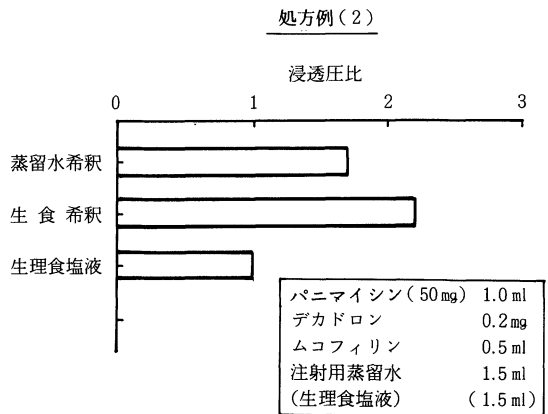 処方例(2)
浸透圧比
0 1 2 3
蒸留水希釈
生食希釈
生理食塩液
パニマイシン(50mg) 1.0ml
デカドロン 0.2mg
ムコフィリン 0.5ml
注射用蒸留水 1.5ml
(生理食塩液) (1.5ml)